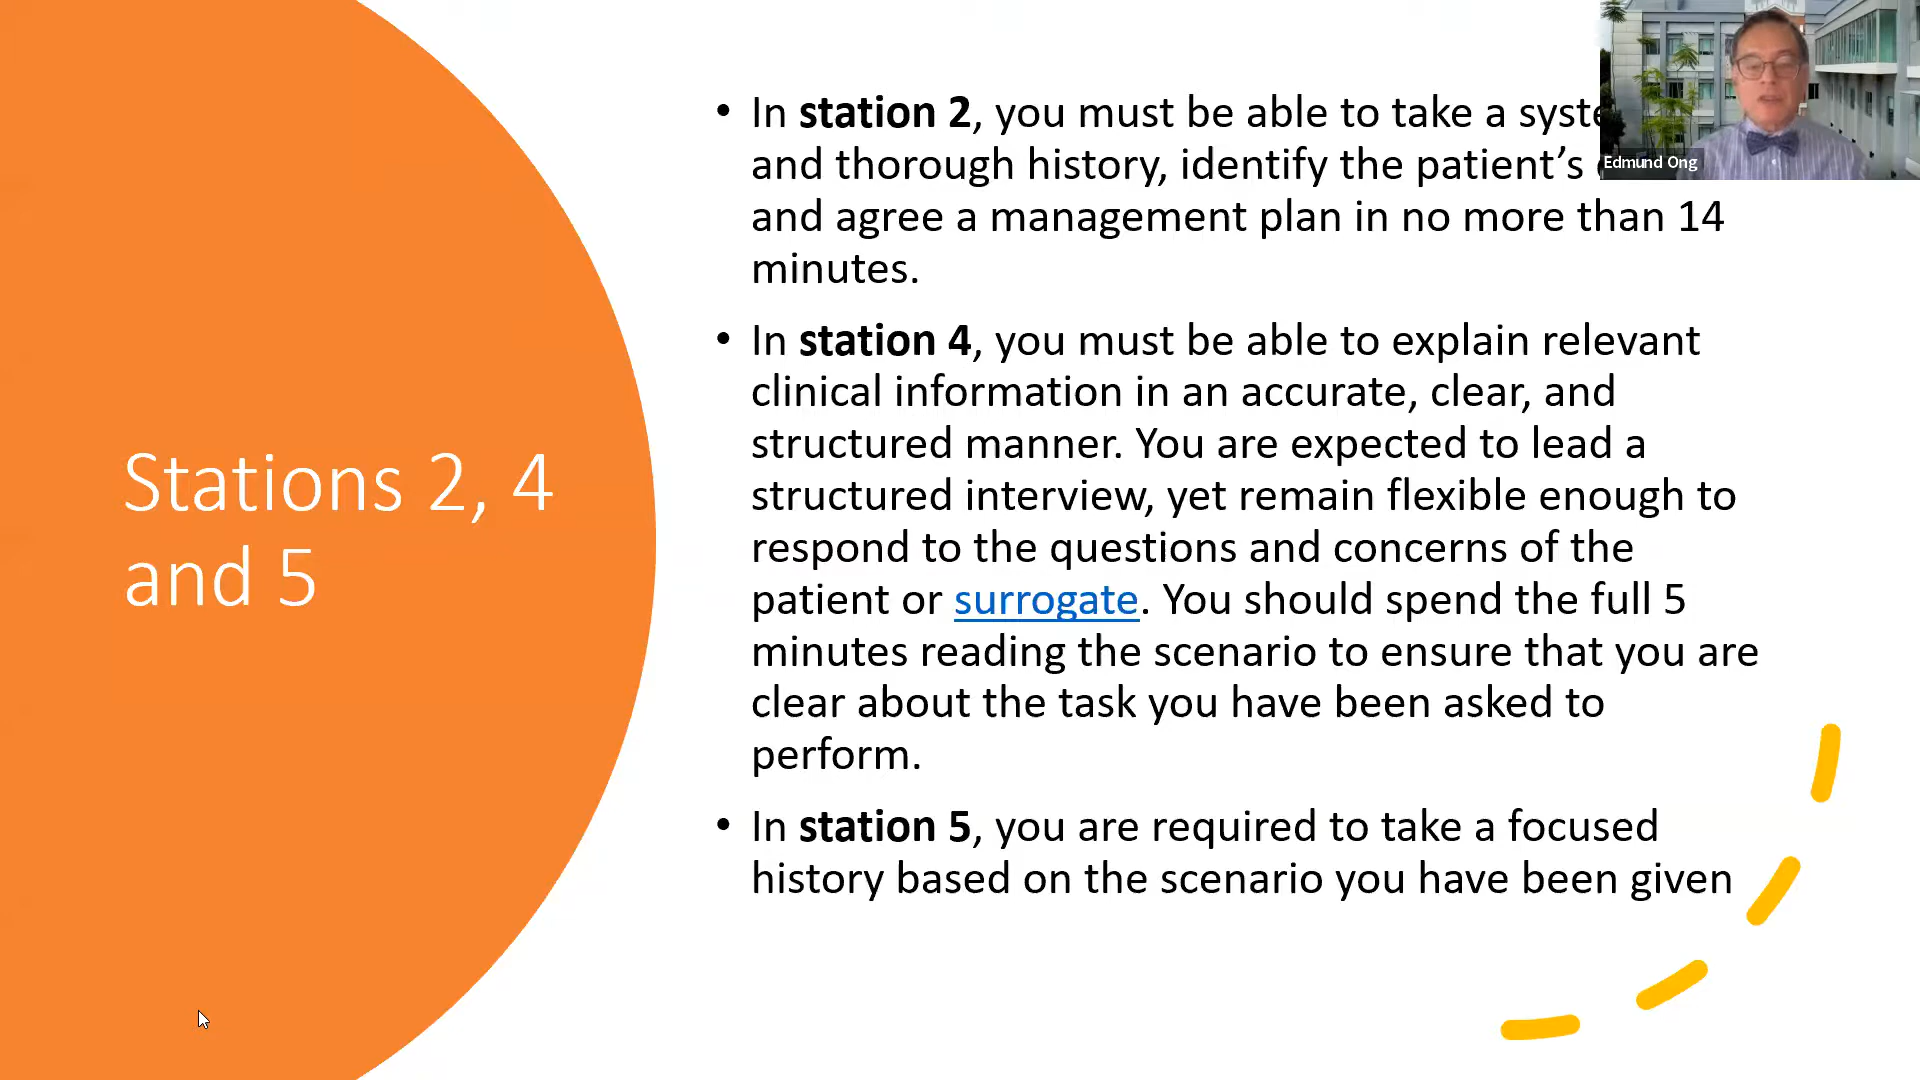 Stations 2, 4
and 5
• In station 2, you must be able to take a
and thorough history, identify the patient’s
and agree a management plan in no more than 14
minutes.
• In station 4, you must be able to explain relevant
clinical information in an accurate, clear, and
structured manner. You are expected to lead a
structured interview, yet remain flexible enough to
respond to the questions and concerns of the
patient or surrogate. You should spend the full 5
minutes reading the scenario to ensure that you are
clear about the task you have been asked to
perform.
• In station 5, you are required to take a focused
history based on the scenario you have been given
Edmund Ong